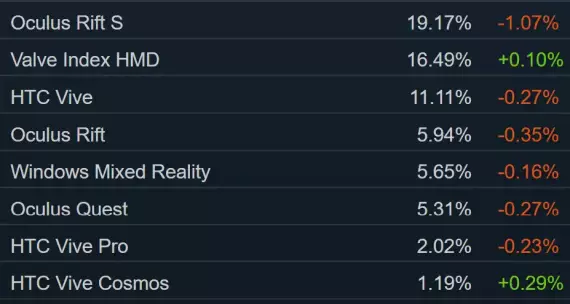 Oculus Rift S 19.17% -1.07%
Valve Index HMD 16.49% +0.10%
HTC Vive 11.11% -0.27%
Oculus Rift 5.94% -0.35%
Windows Mixed Reality 5.65% -0.16%
Oculus Quest 5.31% -0.27%
HTC Vive Pro 2.02% -0.23%
HTC Vive Cosmos 1.19% +0.29%